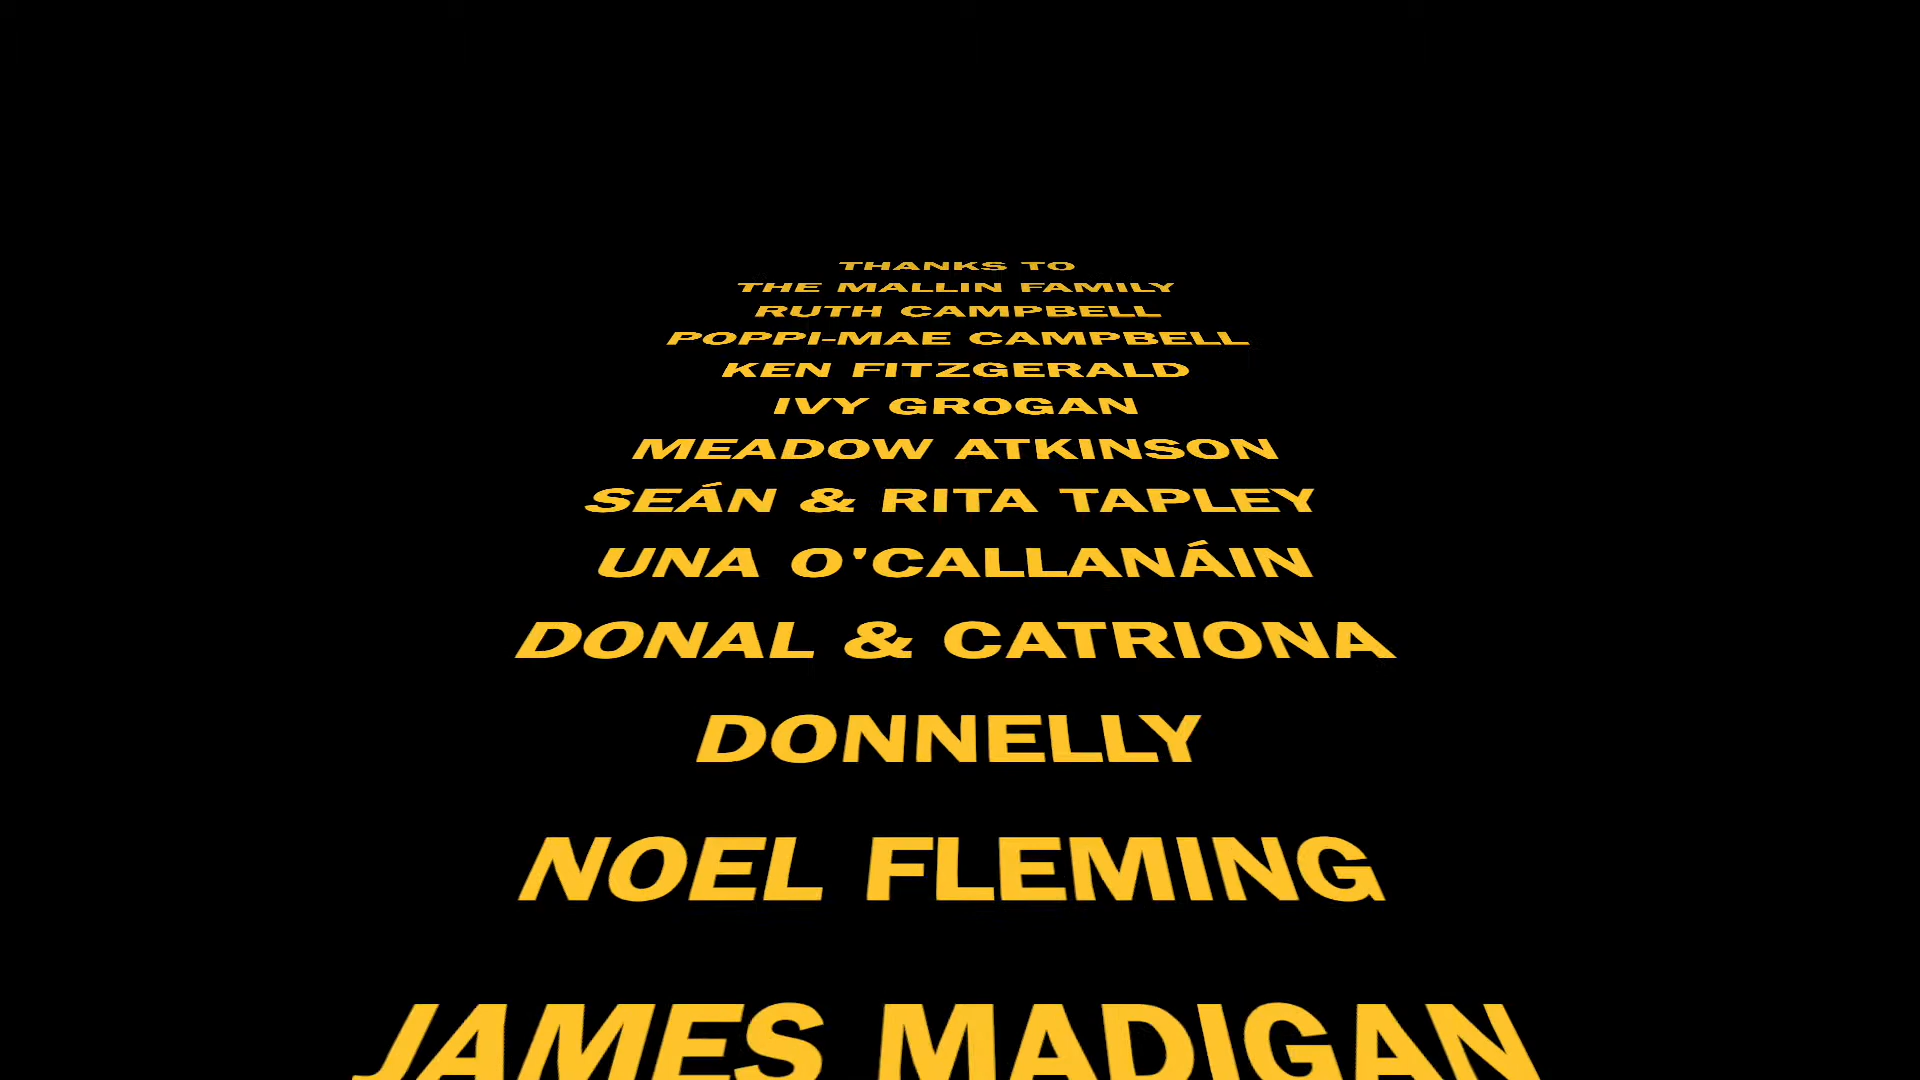 THANKS TO
THE MALLIN FAMILY
RUTH CAMPBELL
POPPI-MAE CAMPBELL
KEN FITZGERALD
IVY GROGAN
MEADOW ATKINSON
SEÁN & RITA TAPLEY
UNA O'CALLANÁIN
DONAL & CATRIONA
DONNELLY
NOEL FLEMING
JAMES MADIGAN